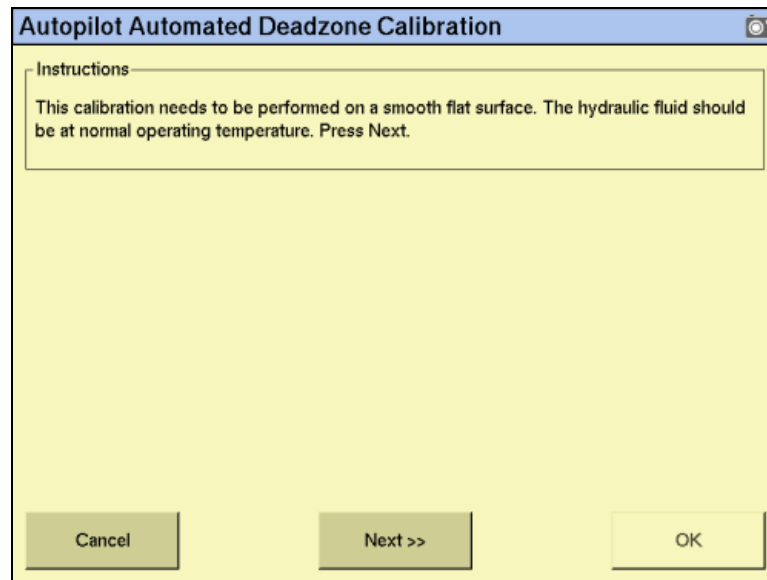 Autopilot Automated Deadzone Calibration
Instructions
This calibration needs to be performed on a smooth flat surface. The hydraulic fluid should
be at normal operating temperature. Press Next.
Cancel
Next >>
OK